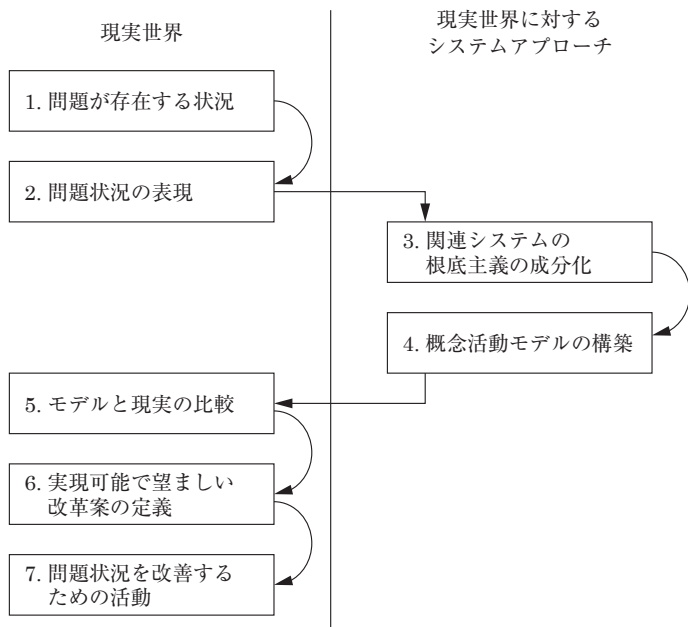 現実世界
現実世界に対する
システムアプローチ
1. 問題が存在する状況
2. 問題状況の表現
3. 関連システムの
根底主義の成分化
4. 概念活動モデルの構築
5. モデルと現実の比較
6. 実現可能で望ましい
改革案の定義
7. 問題状況を改善する
ための活動